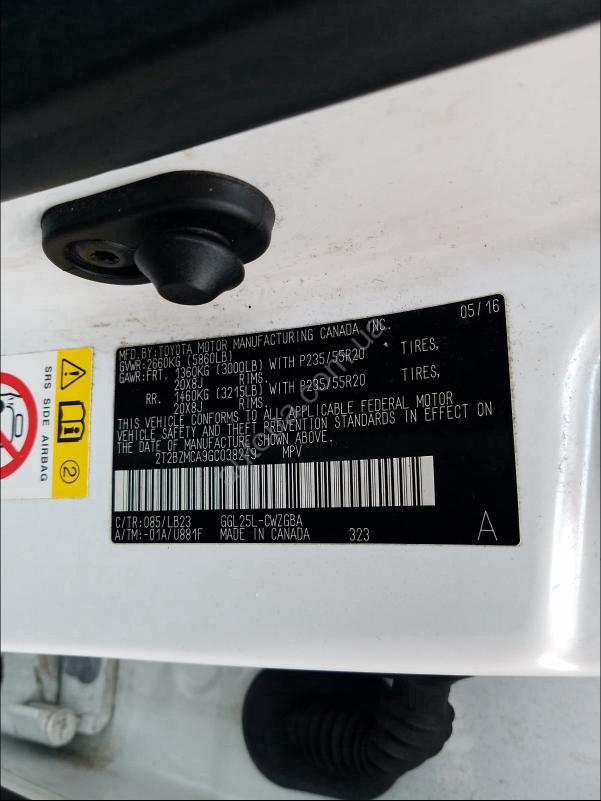 05/16
MFD.BY:TOYOTA MOTOR MANUFACTURING CANADA, INC.
GVWR:2660KG (5860LB)
GAWR:FRT. 1360KG (3000LB) WITH P235/55R20 TIRES,
20X8J RIMS.
RR. 1460KG (3215LB) WITH P235/55R20 TIRES,
20X8J RIMS.
THIS VEHICLE CONFORMS TO ALL APPLICABLE FEDERAL MOTOR
VEHICLE SAFETY AND THEFT PREVENTION STANDARDS IN EFFECT ON
THE DATE OF MANUFACTURE SHOWN ABOVE.
2T2BZMCA9GC038249 MPV
C/TR:085/LB23 GGL25L-CWZGBA
A/TM:-01A/U881F MADE IN CANADA 323 A
SRS SIDE AIRBAG
2